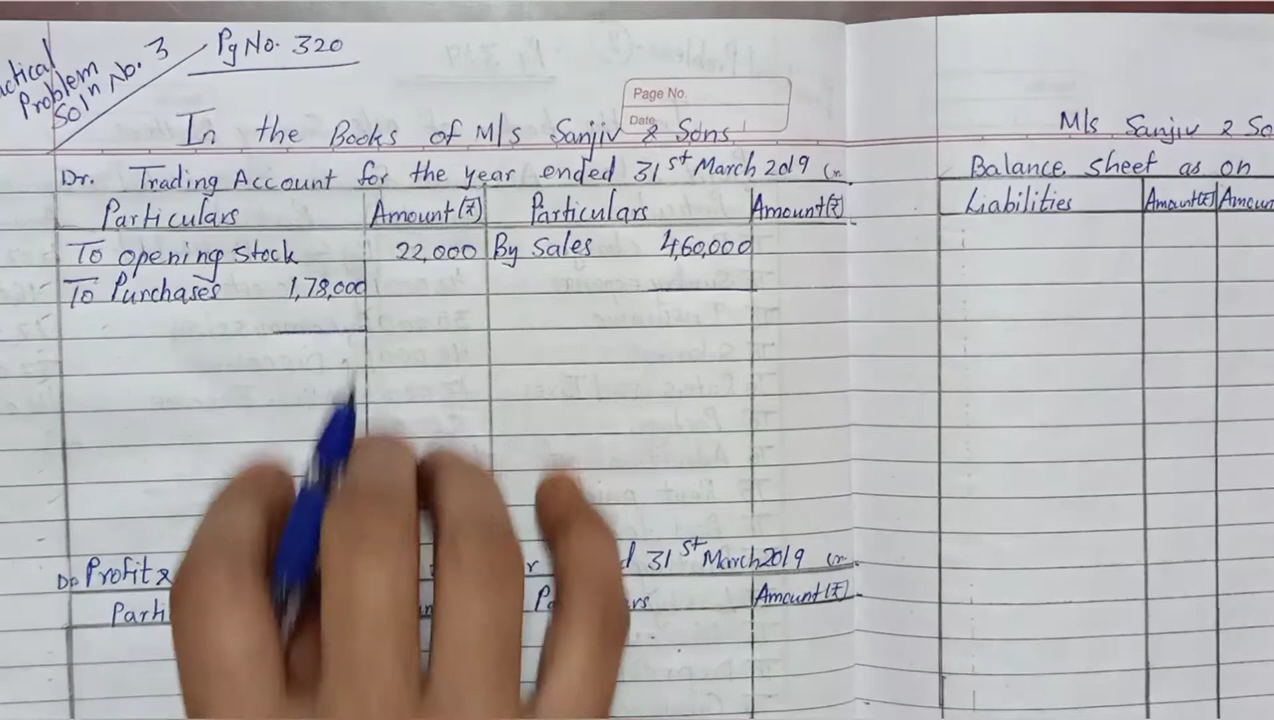 Pg No. 320
Problem
Soln No. 3
Page No.
Date
In the Books of M/s Sanjiv & Sons
Dr. Trading Account for the year ended 31st March 2019 Cr.
Particulars Amount(₹) Particulars Amount(₹)
To opening stock 22,000 By Sales 4,60,000
To Purchases 1,78,000
Dr. Profit & 31st March 2019 Cr.
Amount(₹)
M/s Sanjiv &
Balance sheet as on
Liabilities Amount(₹)